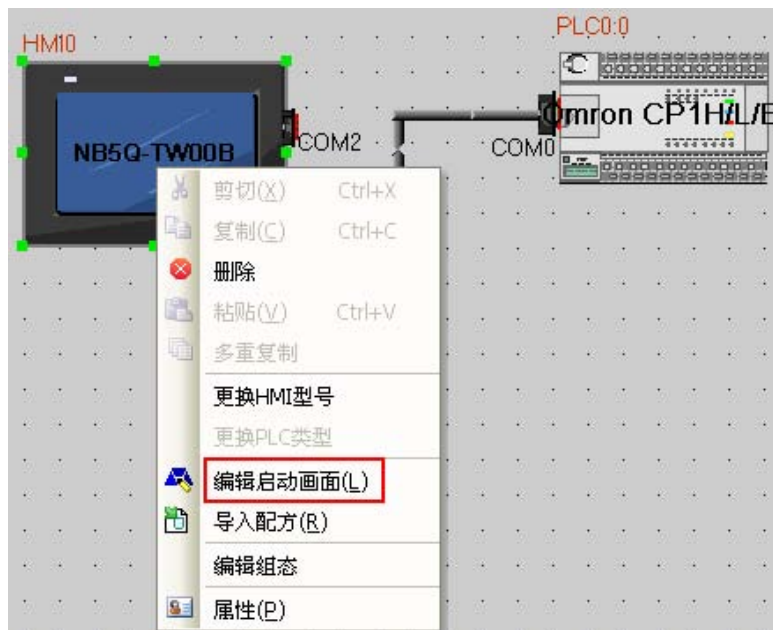 HMI0
PLC0:0
Omron CP1H/L/E
NB5Q-TW00B
COM2
COM0
剪切(X) Ctrl+X
复制(C) Ctrl+C
删除
粘贴(V) Ctrl+V
多重复制
更换HMI型号
更换PLC类型
编辑启动画面(L)
导入配方(R)
编辑组态
属性(P)